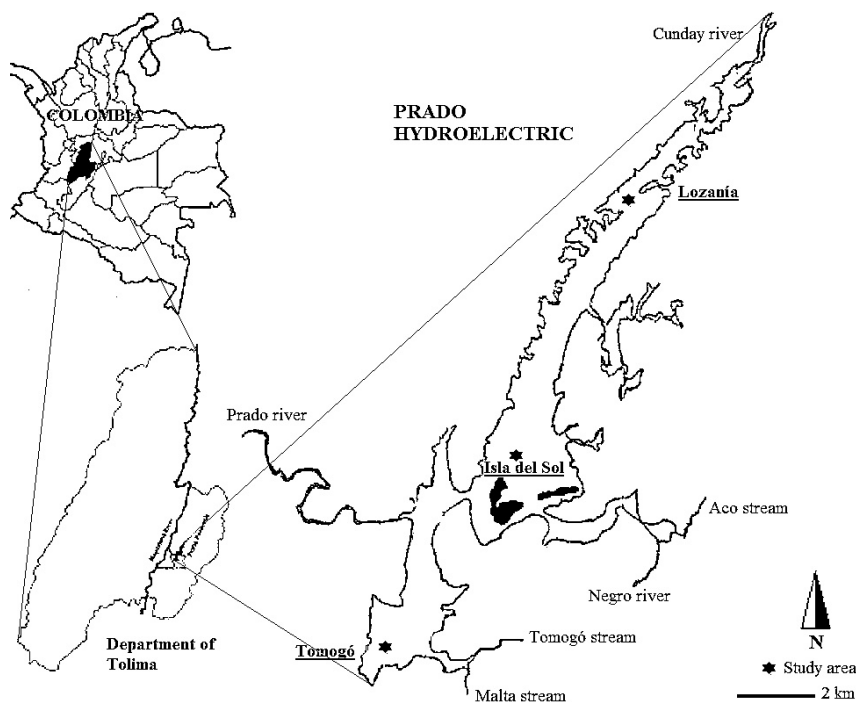 Cunday river
COLOMBIA
PRADO
HYDROELECTRIC
Lozanía
Prado river
Isla del Sol
Aco stream
Negro river
Department of
Tolima
Tomogó
Tomogó stream
Malta stream
N
Study area
2 km